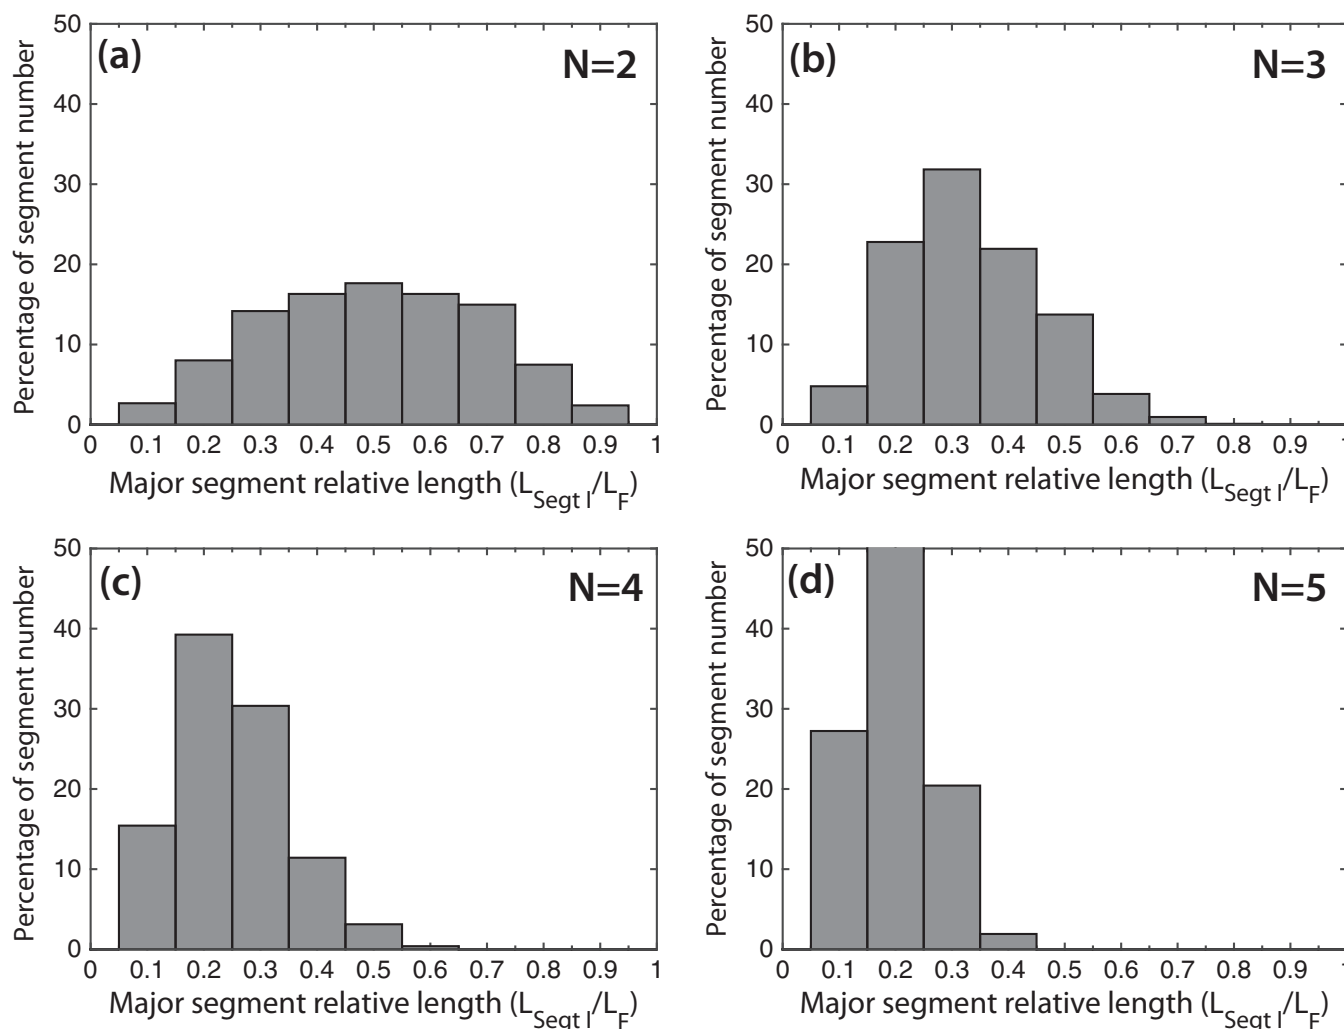 (a) N=2
Percentage of segment number
50
40
30
20
10
0
0 0.1 0.2 0.3 0.4 0.5 0.6 0.7 0.8 0.9 1
Major segment relative length (L_Segt I/L_F)
(b) N=3
Percentage of segment number
50
40
30
20
10
0
0 0.1 0.2 0.3 0.4 0.5 0.6 0.7 0.8 0.9 1
Major segment relative length (L_Segt I/L_F)
(c) N=4
Percentage of segment number
50
40
30
20
10
0
0 0.1 0.2 0.3 0.4 0.5 0.6 0.7 0.8 0.9 1
Major segment relative length (L_Segt I/L_F)
(d) N=5
Percentage of segment number
50
40
30
20
10
0
0 0.1 0.2 0.3 0.4 0.5 0.6 0.7 0.8 0.9 1
Major segment relative length (L_Segt I/L_F)